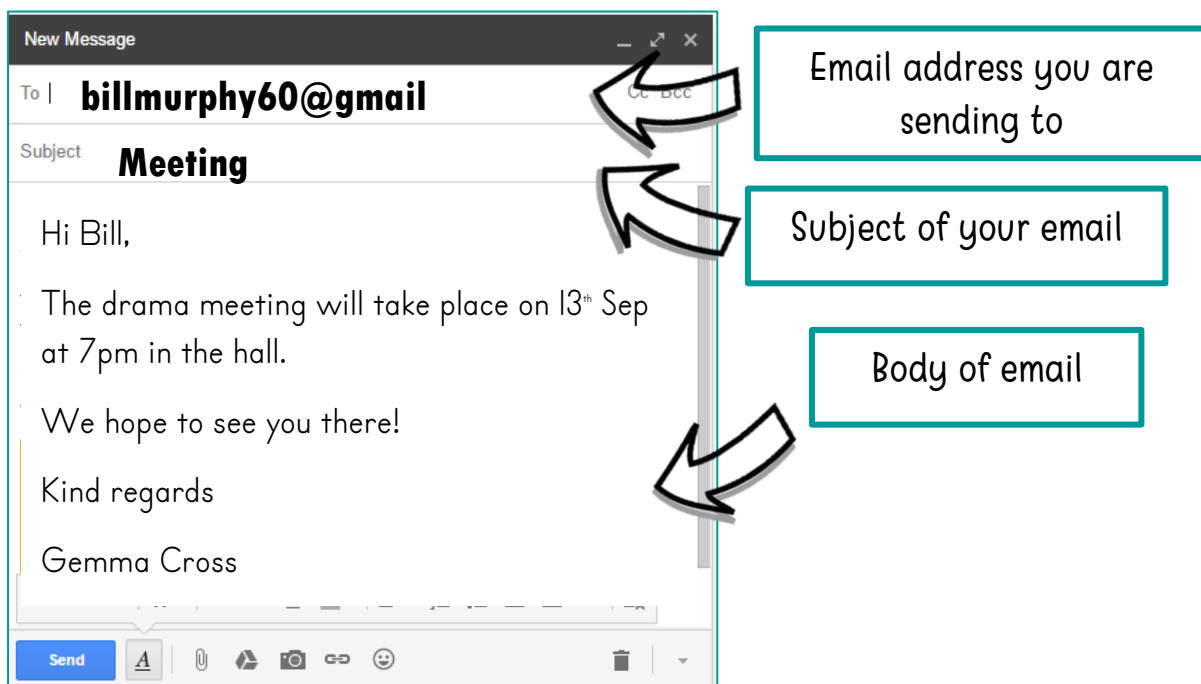 New Message
To billmurphy60@gmail
Cc Bcc
Subject Meeting
Hi Bill,
The drama meeting will take place on 13th Sep
at 7pm in the hall.
We hope to see you there!
Kind regards
Gemma Cross
Send A
Email address you are
sending to
Subject of your email
Body of email